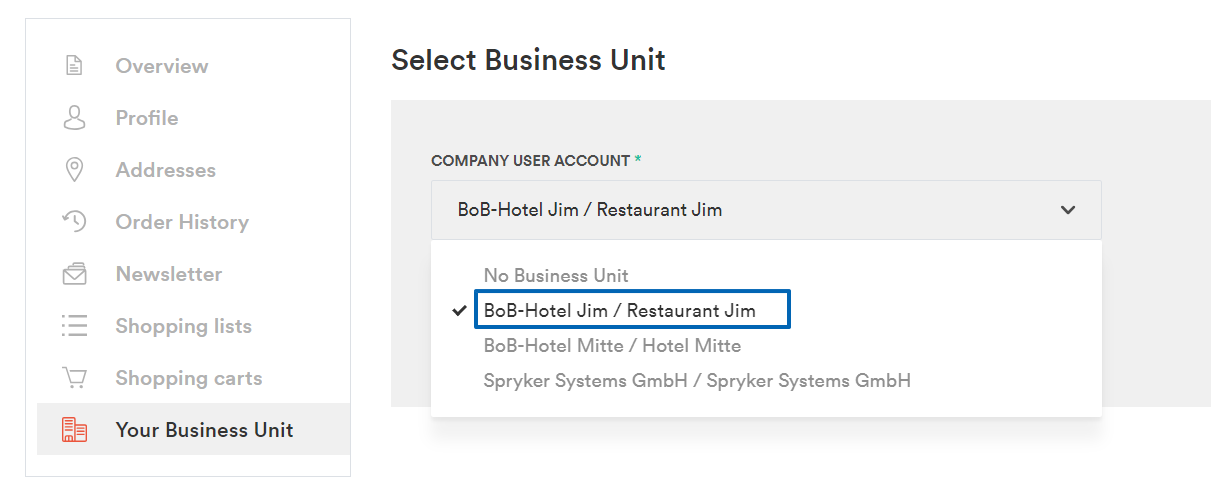 Overview
Profile
Addresses
Order History
Newsletter
Shopping lists
Shopping carts
Your Business Unit
Select Business Unit
COMPANY USER ACCOUNT *
BoB-Hotel Jim / Restaurant Jim
No Business Unit
BoB-Hotel Jim / Restaurant Jim
BoB-Hotel Mitte / Hotel Mitte
Spryker Systems GmbH / Spryker Systems GmbH